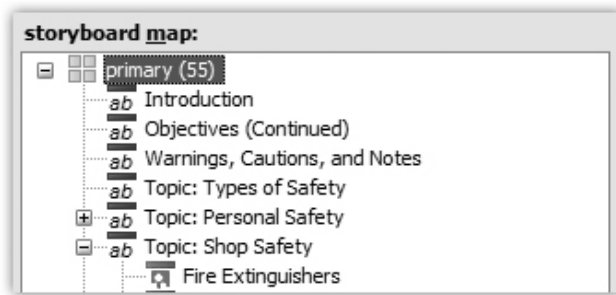 storyboard map:
primary (55)
ab Introduction
ab Objectives (Continued)
ab Warnings, Cautions, and Notes
ab Topic: Types of Safety
ab Topic: Personal Safety
ab Topic: Shop Safety
Fire Extinguishers